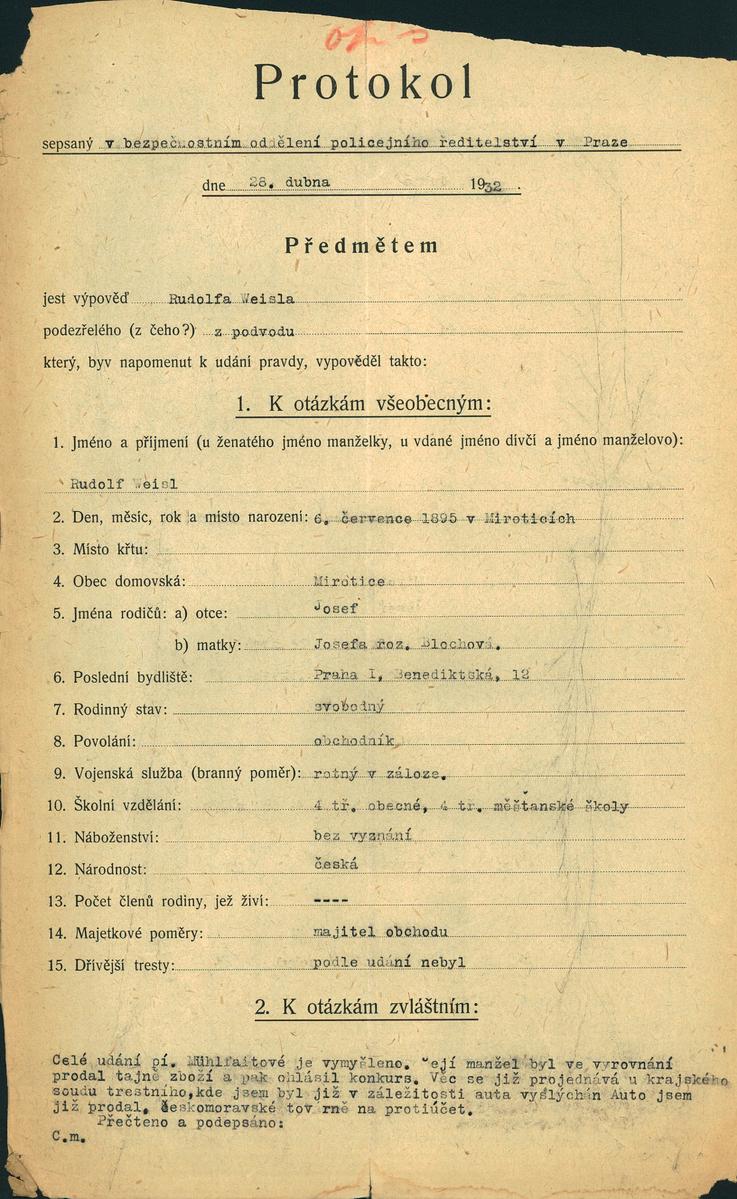 opis
Protokol
sepsaný v bezpečnostním oddělení policejního ředitelství v Praze
dne 28. dubna 1932
Předmětem
jest výpověď Rudolfa Weisla
podezřelého (z čeho?) z podvodu
který, byv napomenut k udání pravdy, vypověděl takto:
1. K otázkám všeobecným:
1. Jméno a příjmení (u ženatého jméno manželky, u vdané jméno dívčí a jméno manželovo):
Rudolf Weisl
2. Den, měsíc, rok a místo narození: 6. července 1895 v Miroticích
3. Místo křtu:
4. Obec domovská: Mirotice
5. Jména rodičů: a) otce: Josef
b) matky: Josefa roz. Blochová.
6. Poslední bydliště: Praha I, Benediktská, 12
7. Rodinný stav: svobodný
8. Povolání: obchodník
9. Vojenská služba (branný poměr): rotný v záloze.
10. Školní vzdělání: 4 tř. obecné, 4 tr. měšťanské školy
11. Náboženství: bez vyznání
12. Národnost: česká
13. Počet členů rodiny, jež živí: ----
14. Majetkové poměry: majitel obchodu
15. Dřívější tresty: podle udání nebyl
2. K otázkám zvláštním:
Celé udání pí. Mühlfaitové je vymyšleno. Její manžel byl ve vyrovnání
prodal tajně zboží a pak ohlásil konkurs. Věc se již projednává u krajského
soudu trestního,kde jsem byl již v záležitosti auta vyslýchán Auto jsem
již prodal, českomoravské továrně na protiúčet.
Přečteno a podepsáno:
C.m.